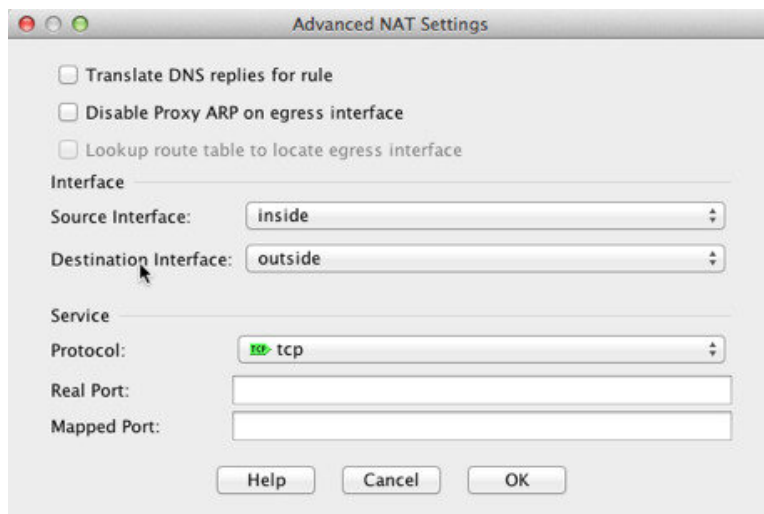 Advanced NAT Settings
Translate DNS replies for rule
Disable Proxy ARP on egress interface
Lookup route table to locate egress interface
Interface
Source Interface: inside
Destination Interface: outside
Service
Protocol: TCP tcp
Real Port:
Mapped Port:
Help Cancel OK